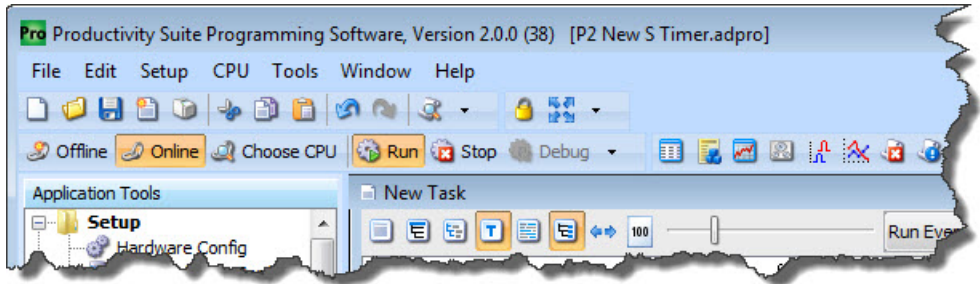 Pro Productivity Suite Programming Software, Version 2.0.0 (38) [P2 New S Timer.adpro]
File Edit Setup CPU Tools Window Help
Offline Online Choose CPU Run Stop Debug
Application Tools New Task
Setup T 100 Run
Hardware Config